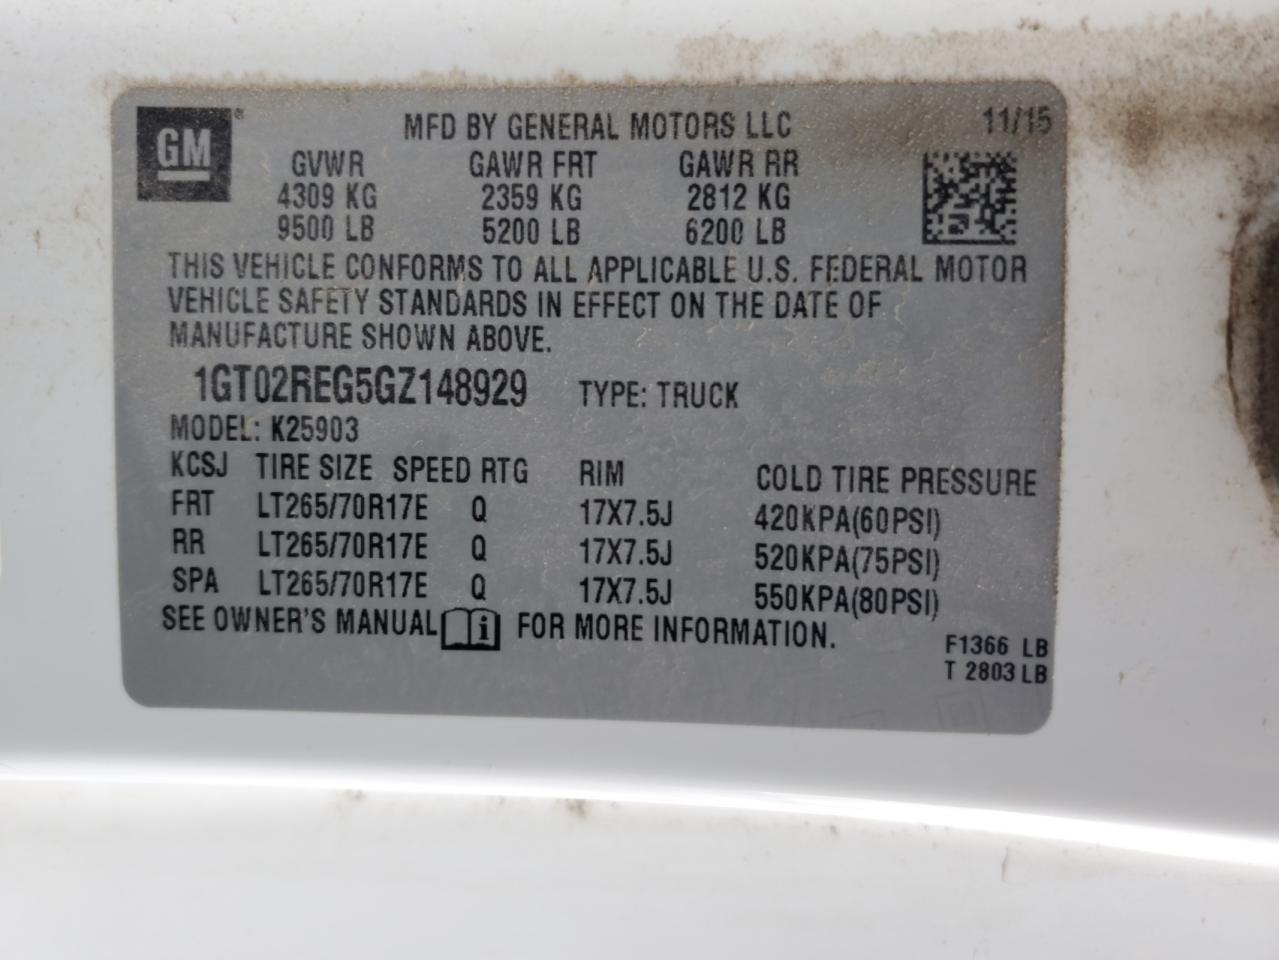 GM®
MFD BY GENERAL MOTORS LLC 11/15
GVWR GAWR FRT GAWR RR
4309 KG 2359 KG 2812 KG
9500 LB 5200 LB 6200 LB
THIS VEHICLE CONFORMS TO ALL APPLICABLE U.S. FEDERAL MOTOR
VEHICLE SAFETY STANDARDS IN EFFECT ON THE DATE OF
MANUFACTURE SHOWN ABOVE.
1GT02REG5GZ148929 TYPE: TRUCK
MODEL: K25903
KCSJ TIRE SIZE SPEED RTG RIM COLD TIRE PRESSURE
FRT LT265/70R17E Q 17X7.5J 420KPA(60PSI)
RR LT265/70R17E Q 17X7.5J 520KPA(75PSI)
SPA LT265/70R17E Q 17X7.5J 550KPA(80PSI)
SEE OWNER'S MANUAL i FOR MORE INFORMATION.
F1366 LB
T 2803 LB